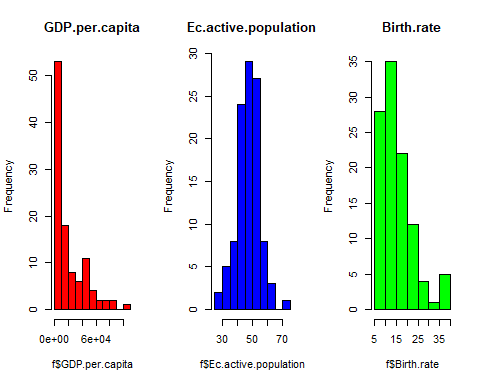 GDP.per.capita Ec.active.population Birth.rate
Frequency Frequency Frequency
0 10 20 30 40 50
0 5 10 15 20 25 30
0 5 10 15 20 25 30 35
0e+00 6e+04
30 50 70
5 15 25 35
f$GDP.per.capita f$Ec.active.population f$Birth.rate